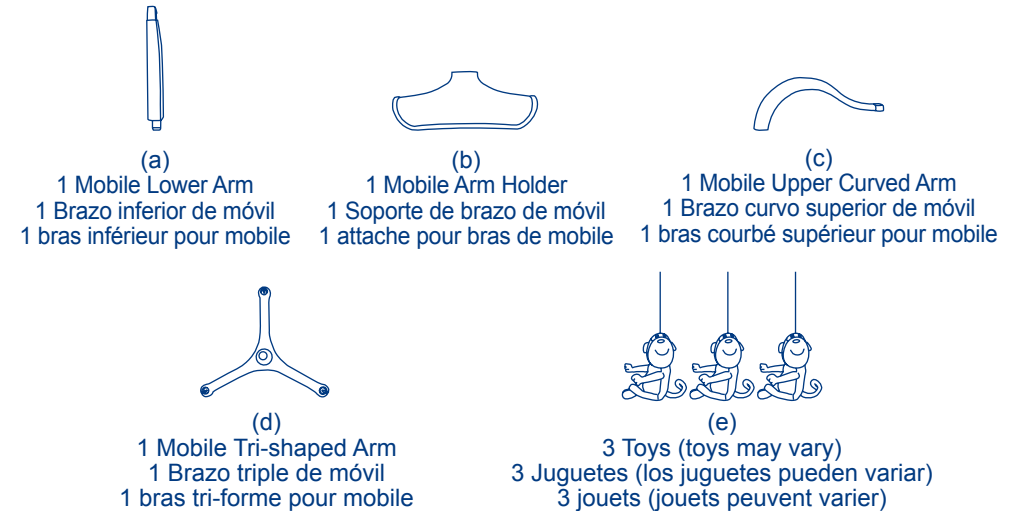 (a)
1 Mobile Lower Arm
1 Brazo inferior de móvil
1 bras inférieur pour mobile
(b)
1 Mobile Arm Holder
1 Soporte de brazo de móvil
1 attache pour bras de mobile
(c)
1 Mobile Upper Curved Arm
1 Brazo curvo superior de móvil
1 bras courbé supérieur pour mobile
(d)
1 Mobile Tri-shaped Arm
1 Brazo triple de móvil
1 bras tri-forme pour mobile
(e)
3 Toys (toys may vary)
3 Juguetes (los juguetes pueden variar)
3 jouets (jouets peuvent varier)